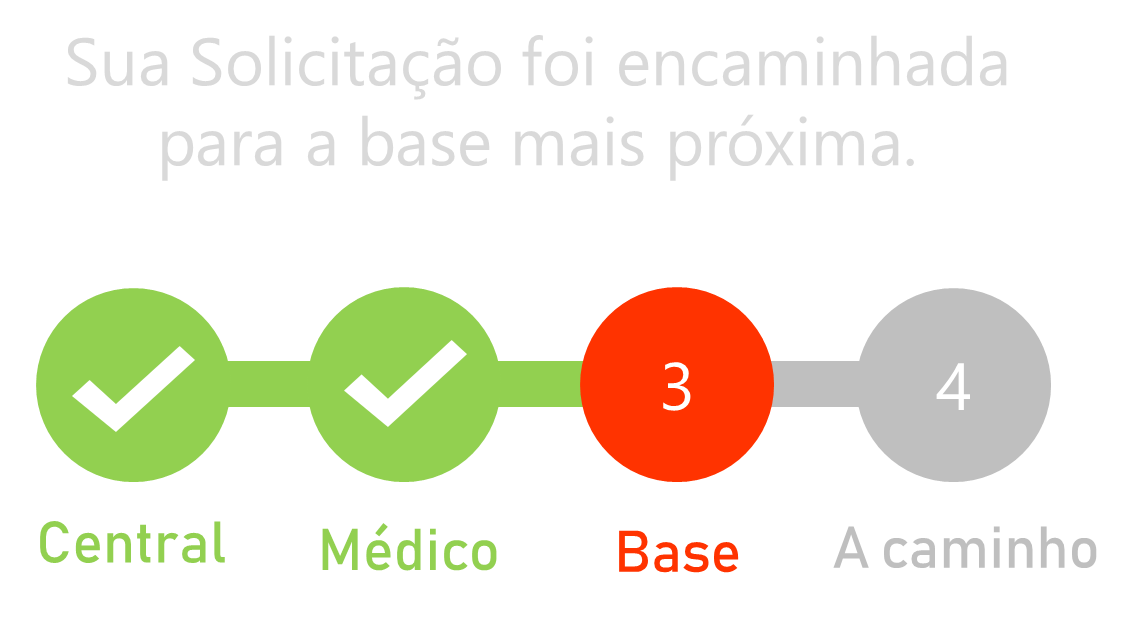 Sua Solicitação foi encaminhada
para a base mais próxima.
3
4
Central
Médico
Base
A caminho